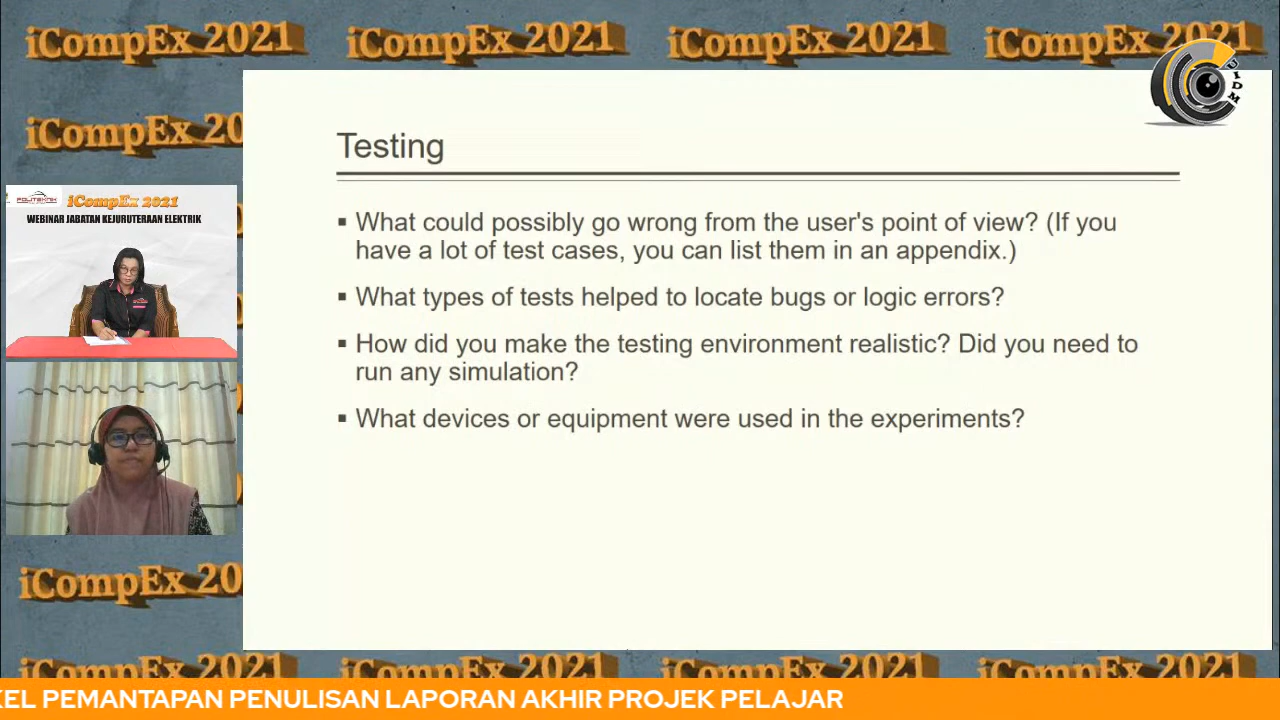 iCompEx 2021 iCompEx 2021 iCompEx 2021 iCompEx 2021
UIDM
iCompEx 20
POLITEKNIK
iCompEx 2021
WEBINAR JABATAN KEJURUTERAAN ELEKTRIK
Testing
▪ What could possibly go wrong from the user's point of view? (If you
have a lot of test cases, you can list them in an appendix.)
▪ What types of tests helped to locate bugs or logic errors?
▪ How did you make the testing environment realistic? Did you need to
run any simulation?
▪ What devices or equipment were used in the experiments?
iCompEx 20
iCompEx 2021 iCompEx 2021 iCompEx 2021 iCompEx 2021
KEL PEMANTAPAN PENULISAN LAPORAN AKHIR PROJEK PELAJAR